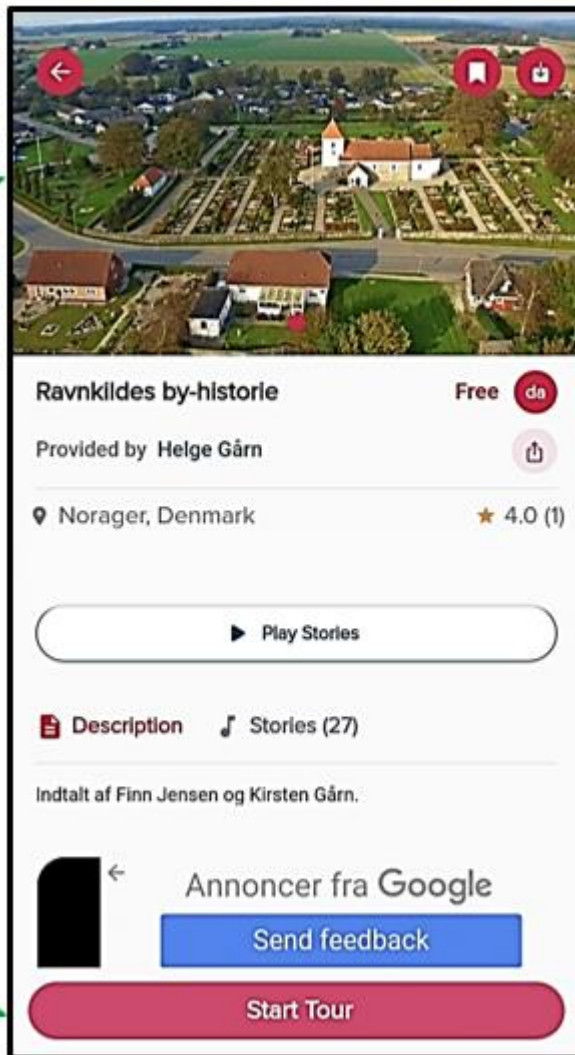 Ravnkildes by-historie Free da
Provided by Helge Gårn
Norager, Denmark 4.0 (1)
Play Stories
Description Stories (27)
Indtalt af Finn Jensen og Kirsten Gårn.
Annoncer fra Google
Send feedback
Start Tour